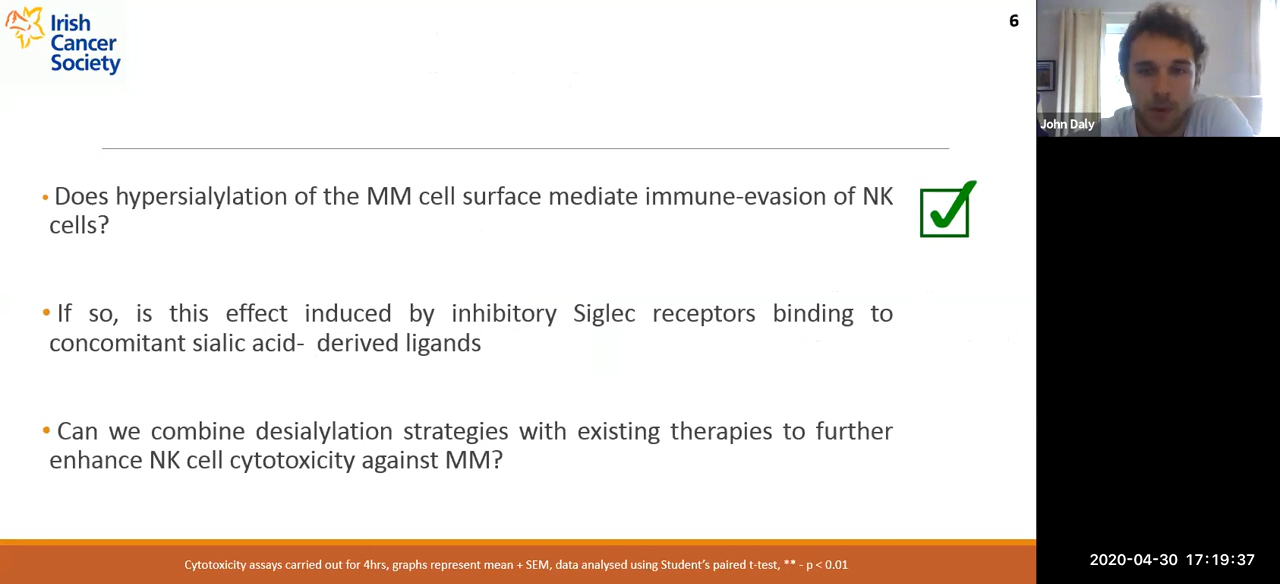 Irish
Cancer
Society
6
John Daly
• Does hypersialylation of the MM cell surface mediate immune-evasion of NK
cells?
• If so, is this effect induced by inhibitory Siglec receptors binding to
concomitant sialic acid- derived ligands
• Can we combine desialylation strategies with existing therapies to further
enhance NK cell cytotoxicity against MM?
Cytotoxicity assays carried out for 4hrs, graphs represent mean + SEM, data analysed using Student's paired t-test, ** - p < 0.01
2020-04-30 17:19:37